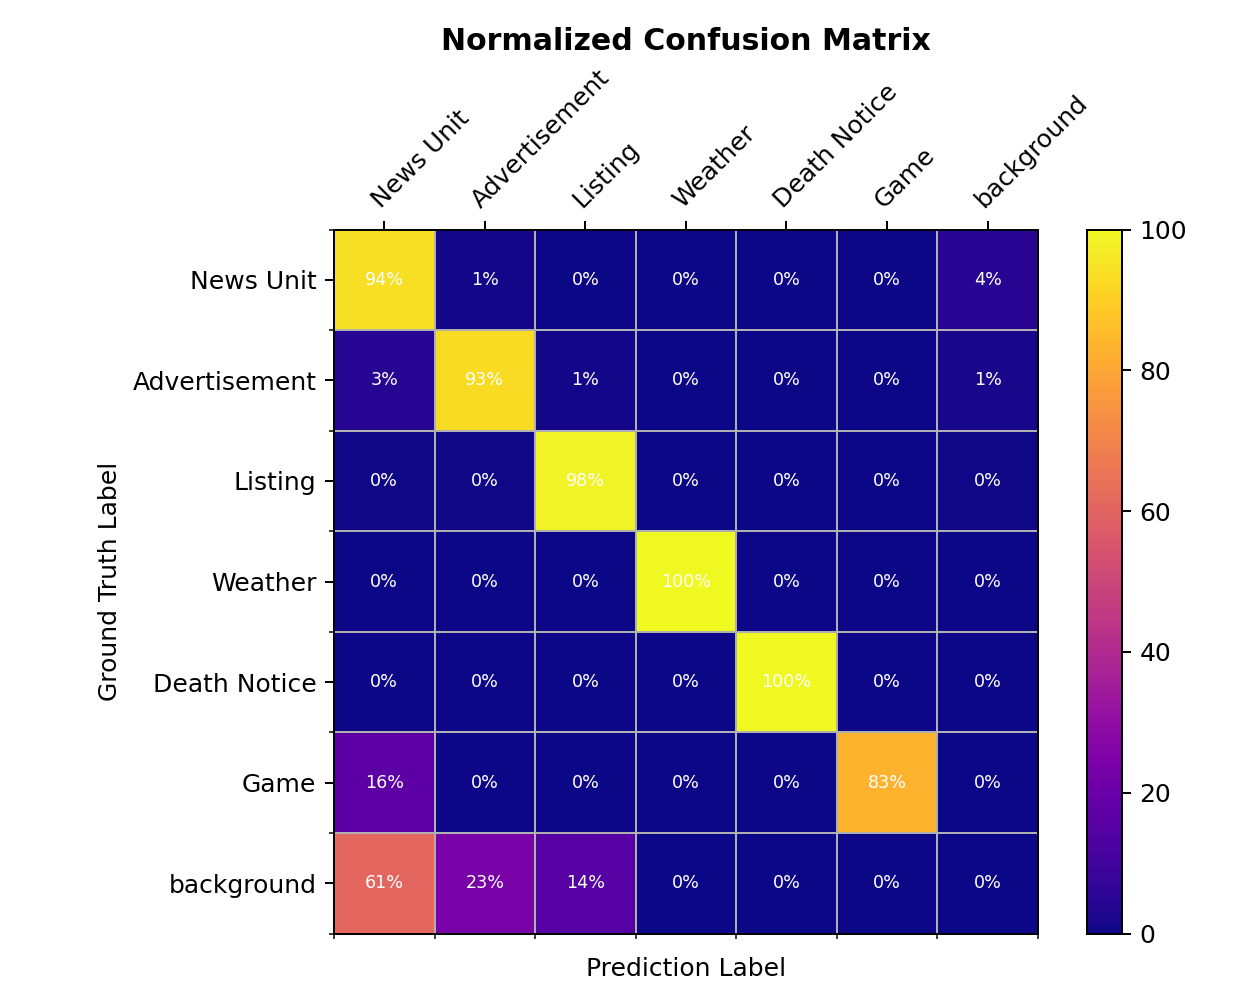 Normalized Confusion Matrix
News Unit
Advertisement
Listing
Weather
Death Notice
Game
background
News Unit 94% 1% 0% 0% 0% 0% 4%
Advertisement 3% 93% 1% 0% 0% 0% 1%
Listing 0% 0% 98% 0% 0% 0% 0%
Weather 0% 0% 0% 100% 0% 0% 0%
Death Notice 0% 0% 0% 0% 100% 0% 0%
Game 16% 0% 0% 0% 0% 83% 0%
background 61% 23% 14% 0% 0% 0% 0%
Ground Truth Label
Prediction Label
100
80
60
40
20
0